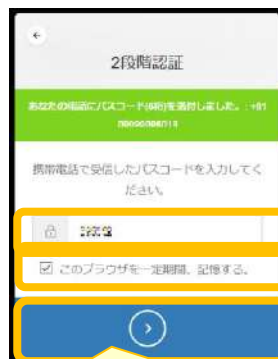 2段階認証
あなたの電話にパスコード(6桁)を送付しました。: +81
携帯電話で受信したパスコードを入力してく
ださい。
このブラウザを一定期間、記憶する。